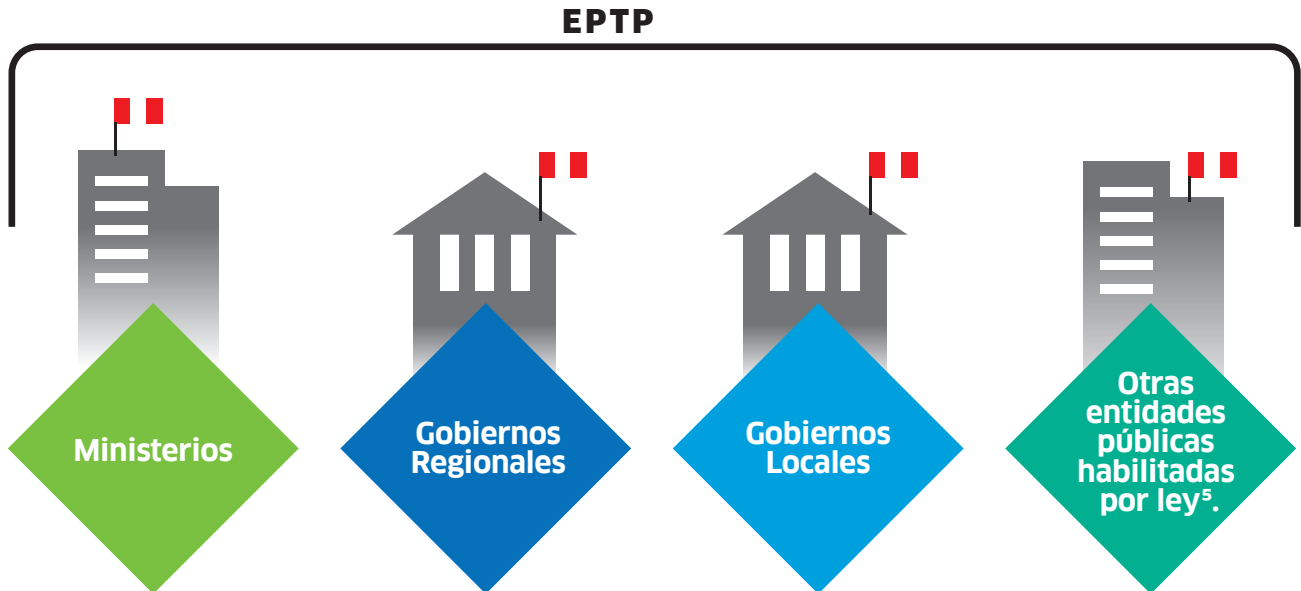 EPTP
Ministerios
Gobiernos
Regionales
Gobiernos
Locales
Otras
entidades
públicas
habilitadas
por ley⁵.